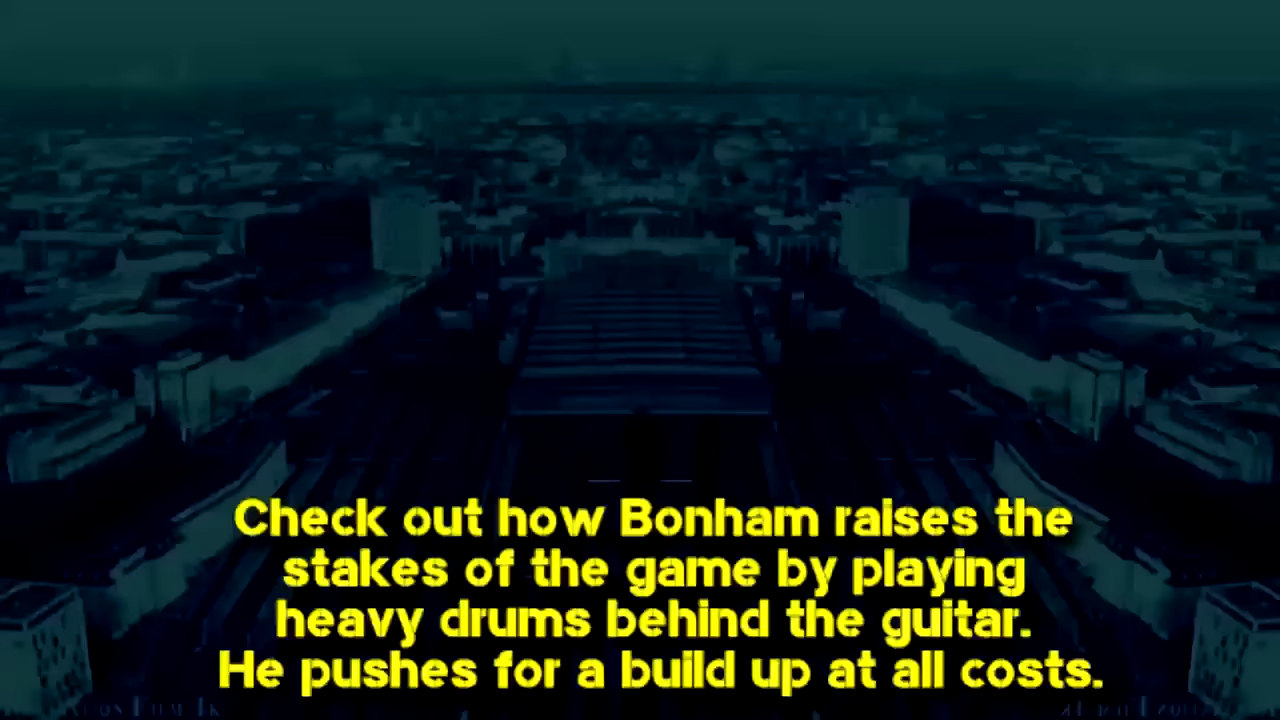 Check out how Bonham raises the
stakes of the game by playing
heavy drums behind the guitar.
He pushes for a build up at all costs.